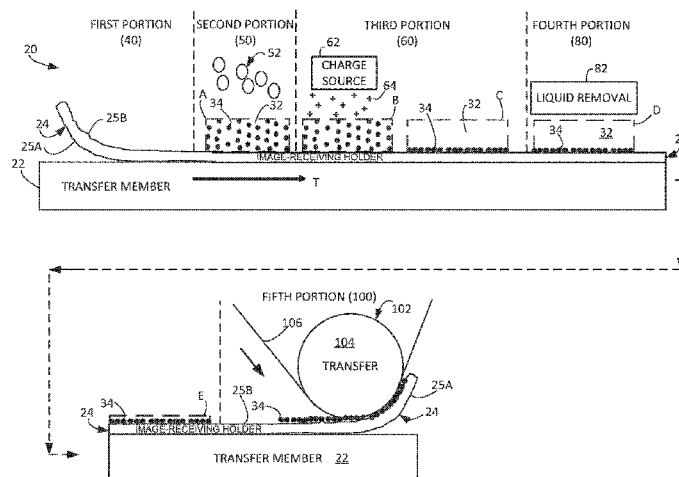 FIRST PORTION (40)
SECOND PORTION (50)
THIRD PORTION (60)
FOURTH PORTION (80)
20
52
62
CHARGE SOURCE
64
82
LIQUID REMOVAL
A
34
32
B
32
C
34
34
32
D
24
25B
25A
IMAGE-RECEIVING HOLDER
22
TRANSFER MEMBER
T
FIFTH PORTION (100)
102
106
104
TRANSFER
25A
34
E
25B
34
24
24
IMAGE-RECEIVING HOLDER
TRANSFER MEMBER 22